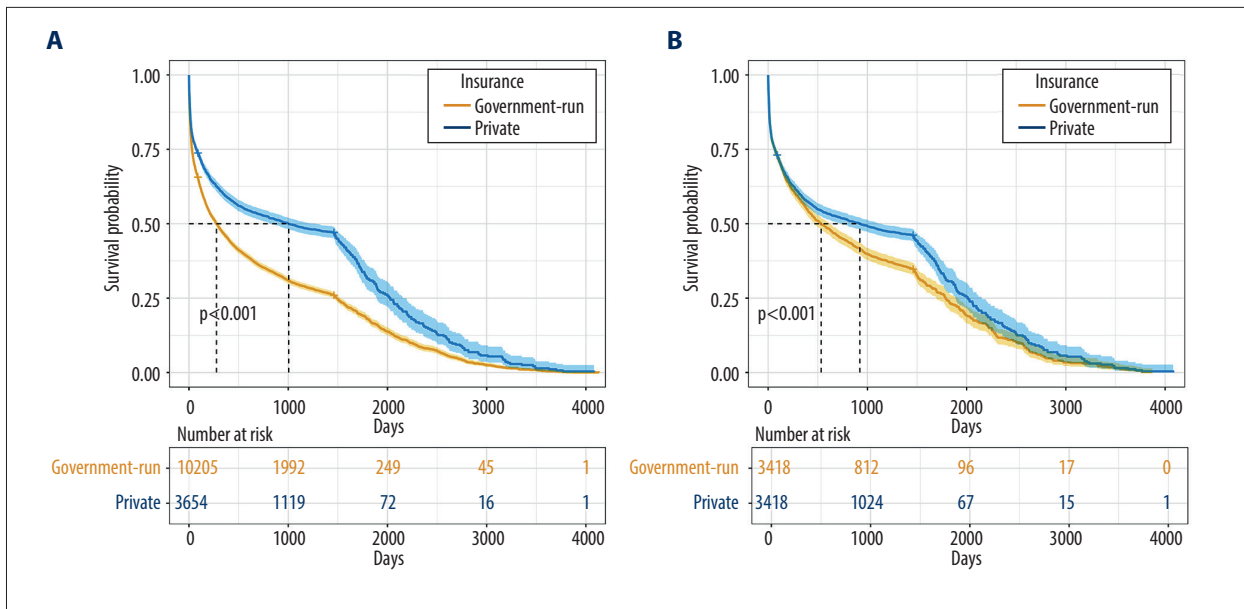 A
1.00
0.75
0.50
0.25
0.00
Survival probability
Insurance
Government-run
Private
p<0.001
0 1000 2000 3000 4000
Days
Number at risk
Government-run 10205 1992 249 45 1
Private 3654 1119 72 16 1
0 1000 2000 3000 4000
Days
B
1.00
0.75
0.50
0.25
0.00
Survival probability
Insurance
Government-run
Private
p<0.001
0 1000 2000 3000 4000
Days
Number at risk
Government-run 3418 812 96 17 0
Private 3418 1024 67 15 1
0 1000 2000 3000 4000
Days